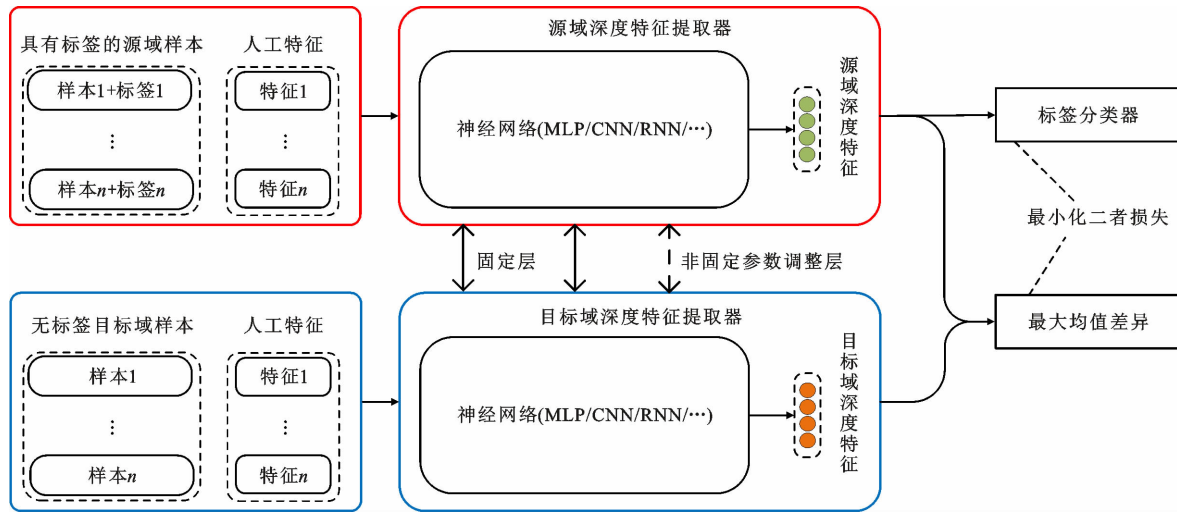 具有标签的源域样本
人工特征
样本1+标签1
特征1
⋮
⋮
样本n+标签n
特征n
源域深度特征提取器
神经网络(MLP/CNN/RNN/…)
源域深度特征
标签分类器
最小化二者损失
固定层
非固定参数调整层
无标签目标域样本
人工特征
样本1
特征1
⋮
⋮
样本n
特征n
目标域深度特征提取器
神经网络(MLP/CNN/RNN/…)
目标域深度特征
最大均值差异